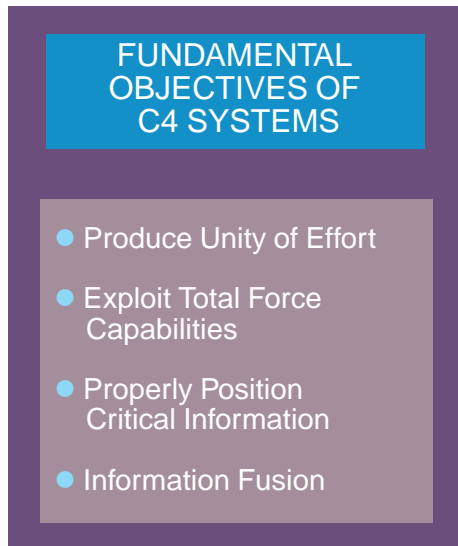 FUNDAMENTAL
OBJECTIVES OF
C4 SYSTEMS
Produce Unity of Effort
Exploit Total Force
Capabilities
Properly Position
Critical Information
Information Fusion